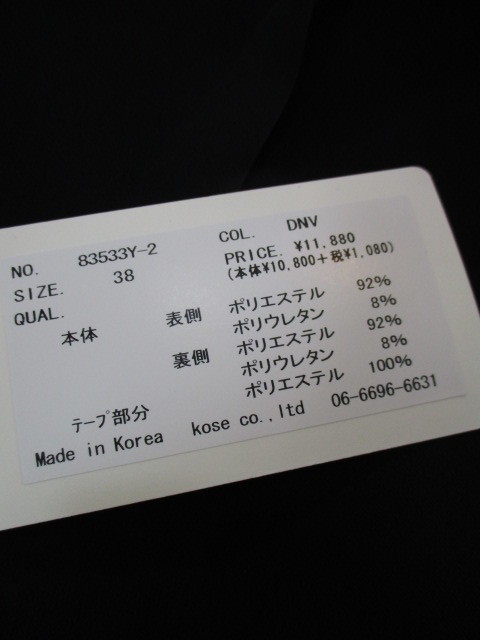 NO. 83533Y-2 COL. DNV
SIZE. 38 PRICE. ¥11,880
(本体¥10,800+税¥1,080)
QUAL.
本体 表側 ポリエステル 92%
ポリウレタン 8%
裏側 ポリエステル 92%
ポリウレタン 8%
テープ部分 ポリエステル 100%
Made in Korea kose co.,ltd 06-6696-6631